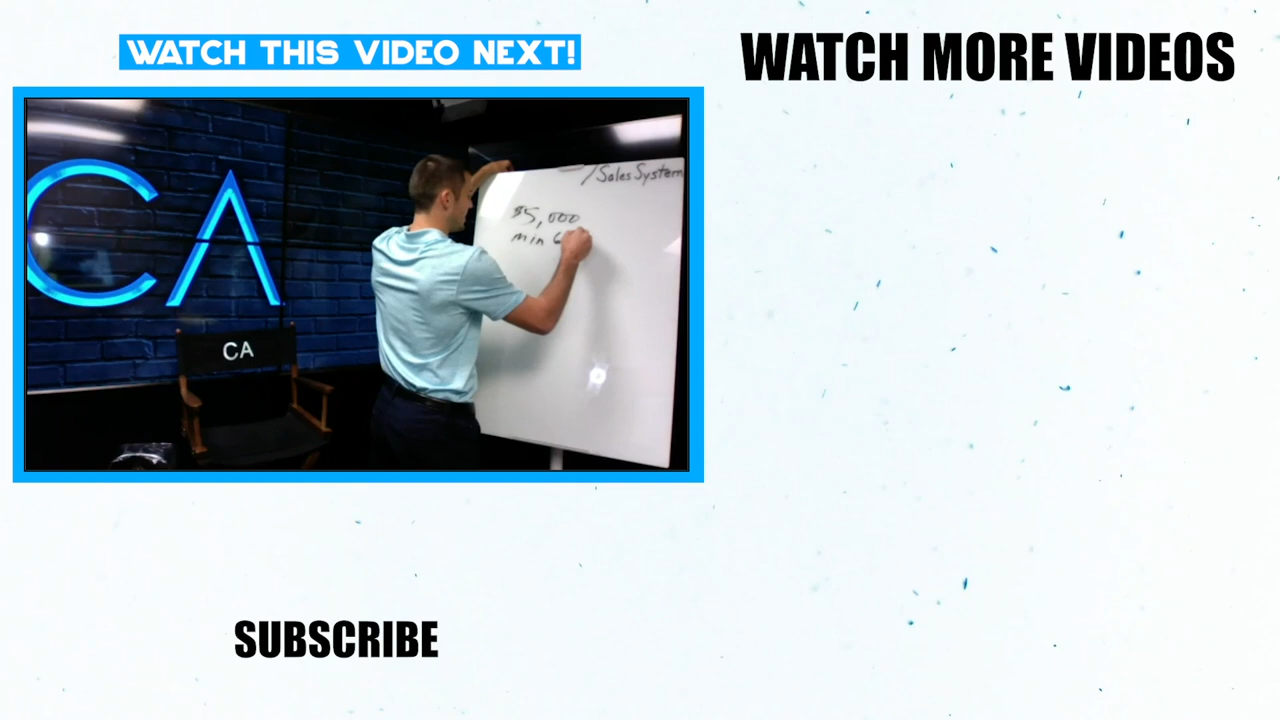 WATCH THIS VIDEO NEXT!
WATCH MORE VIDEOS
CA
/Sales System
$5,000
min
CA
SUBSCRIBE